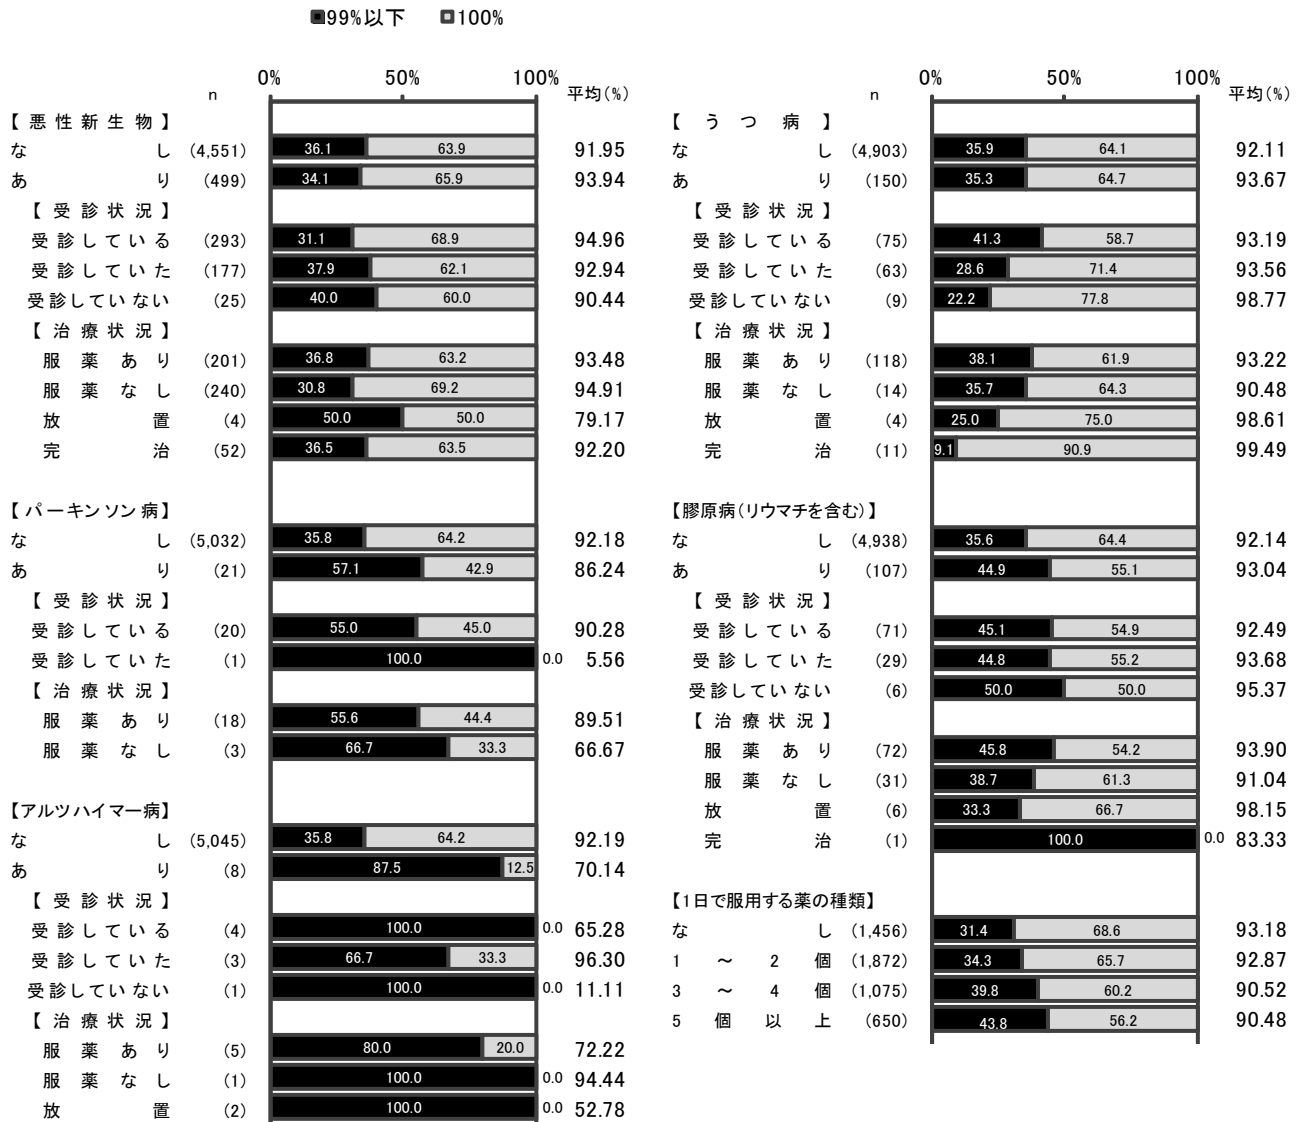 ■99%以下 □100%
0% 50% 100%
n 平均(%)
【悪性新生物】
なし (4,551) 36.1 63.9 91.95
あり (499) 34.1 65.9 93.94
【受診状況】
受診している (293) 31.1 68.9 94.96
受診していた (177) 37.9 62.1 92.94
受診していない (25) 40.0 60.0 90.44
【治療状況】
服薬あり (201) 36.8 63.2 93.48
服薬なし (240) 30.8 69.2 94.91
放置 (4) 50.0 50.0 79.17
完治 (52) 36.5 63.5 92.20
【パーキンソン病】
なし (5,032) 35.8 64.2 92.18
あり (21) 57.1 42.9 86.24
【受診状況】
受診している (20) 55.0 45.0 90.28
受診していた (1) 100.0 0.0 5.56
【治療状況】
服薬あり (18) 55.6 44.4 89.51
服薬なし (3) 66.7 33.3 66.67
【アルツハイマー病】
なし (5,045) 35.8 64.2 92.19
あり (8) 87.5 12.5 70.14
【受診状況】
受診している (4) 100.0 0.0 65.28
受診していた (3) 66.7 33.3 96.30
受診していない (1) 100.0 0.0 11.11
【治療状況】
服薬あり (5) 80.0 20.0 72.22
服薬なし (1) 100.0 0.0 94.44
放置 (2) 100.0 0.0 52.78
0% 50% 100%
n 平均(%)
【うつ病】
なし (4,903) 35.9 64.1 92.11
あり (150) 35.3 64.7 93.67
【受診状況】
受診している (75) 41.3 58.7 93.19
受診していた (63) 28.6 71.4 93.56
受診していない (9) 22.2 77.8 98.77
【治療状況】
服薬あり (118) 38.1 61.9 93.22
服薬なし (14) 35.7 64.3 90.48
放置 (4) 25.0 75.0 98.61
完治 (11) 9.1 90.9 99.49
【膠原病(リウマチを含む)】
なし (4,938) 35.6 64.4 92.14
あり (107) 44.9 55.1 93.04
【受診状況】
受診している (71) 45.1 54.9 92.49
受診していた (29) 44.8 55.2 93.68
受診していない (6) 50.0 50.0 95.37
【治療状況】
服薬あり (72) 45.8 54.2 93.90
服薬なし (31) 38.7 61.3 91.04
放置 (6) 33.3 66.7 98.15
完治 (1) 100.0 0.0 83.33
【1日で服用する薬の種類】
なし (1,456) 31.4 68.6 93.18
1～2個 (1,872) 34.3 65.7 92.87
3～4個 (1,075) 39.8 60.2 90.52
5個以上 (650) 43.8 56.2 90.48